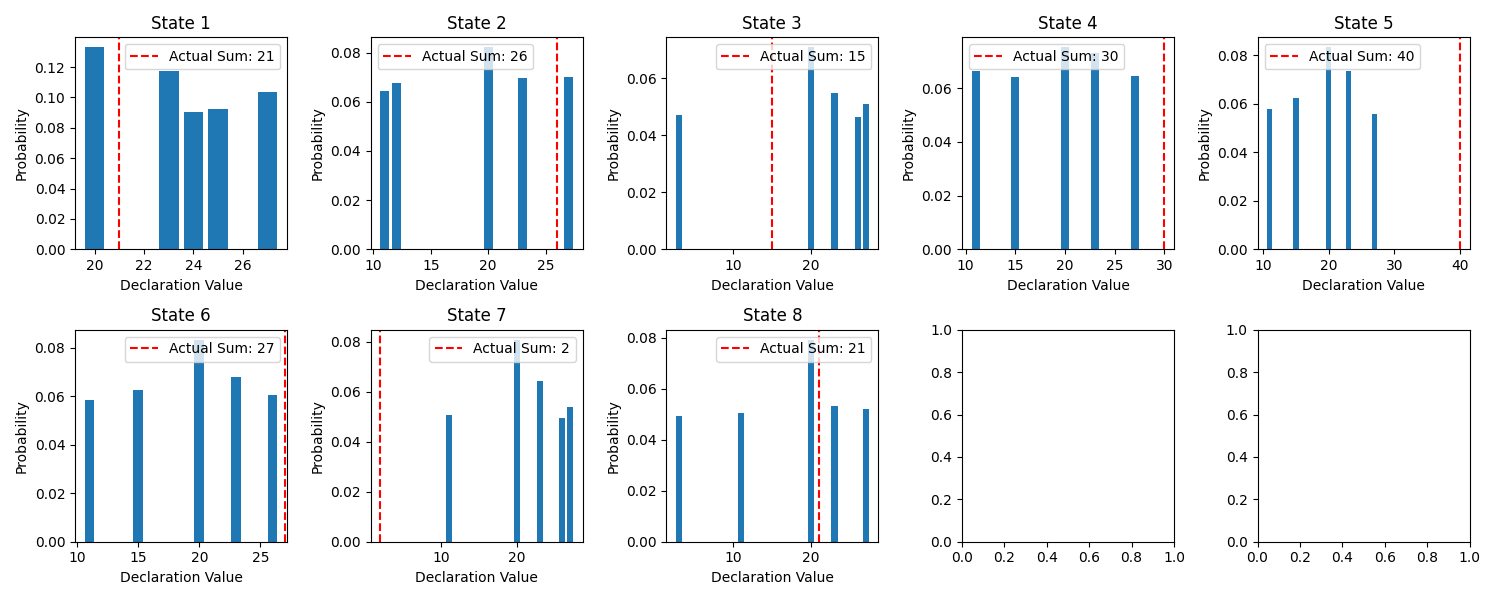 State 1
Actual Sum: 21
Probability
0.12
0.10
0.08
0.06
0.04
0.02
0.00
20 22 24 26
Declaration Value
State 2
Actual Sum: 26
Probability
0.08
0.06
0.04
0.02
0.00
10 15 20 25
Declaration Value
State 3
Actual Sum: 15
Probability
0.06
0.04
0.02
0.00
10 20
Declaration Value
State 4
Actual Sum: 30
Probability
0.06
0.04
0.02
0.00
10 15 20 25 30
Declaration Value
State 5
Actual Sum: 40
Probability
0.08
0.06
0.04
0.02
0.00
10 20 30 40
Declaration Value
State 6
Actual Sum: 27
Probability
0.08
0.06
0.04
0.02
0.00
10 15 20 25
Declaration Value
State 7
Actual Sum: 2
Probability
0.08
0.06
0.04
0.02
0.00
10 20
Declaration Value
State 8
Actual Sum: 21
Probability
0.08
0.06
0.04
0.02
0.00
10 20
Declaration Value
1.0
0.8
0.6
0.4
0.2
0.0
0.0 0.2 0.4 0.6 0.8 1.0
1.0
0.8
0.6
0.4
0.2
0.0
0.0 0.2 0.4 0.6 0.8 1.0